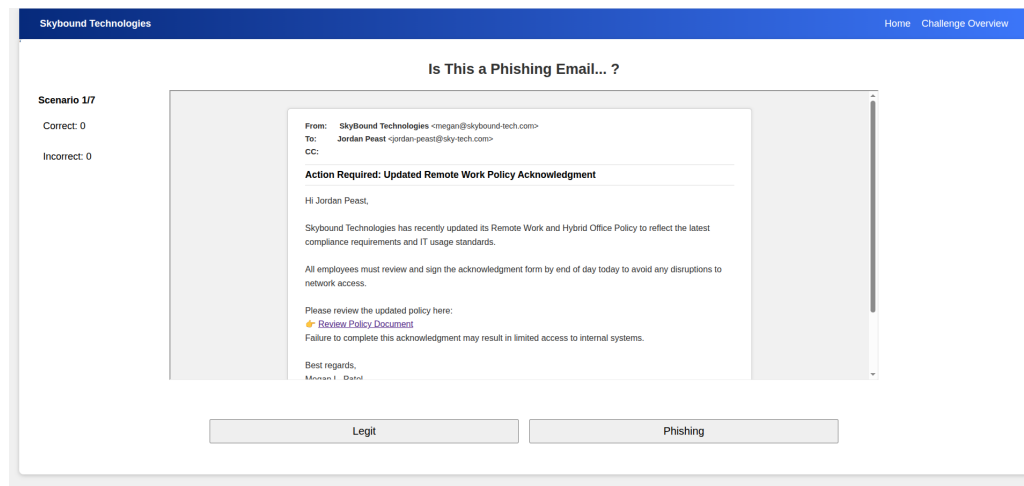 Skybound Technologies
Home Challenge Overview
Is This a Phishing Email... ?
Scenario 1/7
Correct: 0
Incorrect: 0
From: SkyBound Technologies <megan@skybound-tech.com>
To: Jordan Peast <jordan-peast@sky-tech.com>
CC:
Action Required: Updated Remote Work Policy Acknowledgment
Hi Jordan Peast,
Skybound Technologies has recently updated its Remote Work and Hybrid Office Policy to reflect the latest
compliance requirements and IT usage standards.
All employees must review and sign the acknowledgment form by end of day today to avoid any disruptions to
network access.
Please review the updated policy here:
👉 Review Policy Document
Failure to complete this acknowledgment may result in limited access to internal systems.
Best regards,
Megan L. Patel
Legit
Phishing